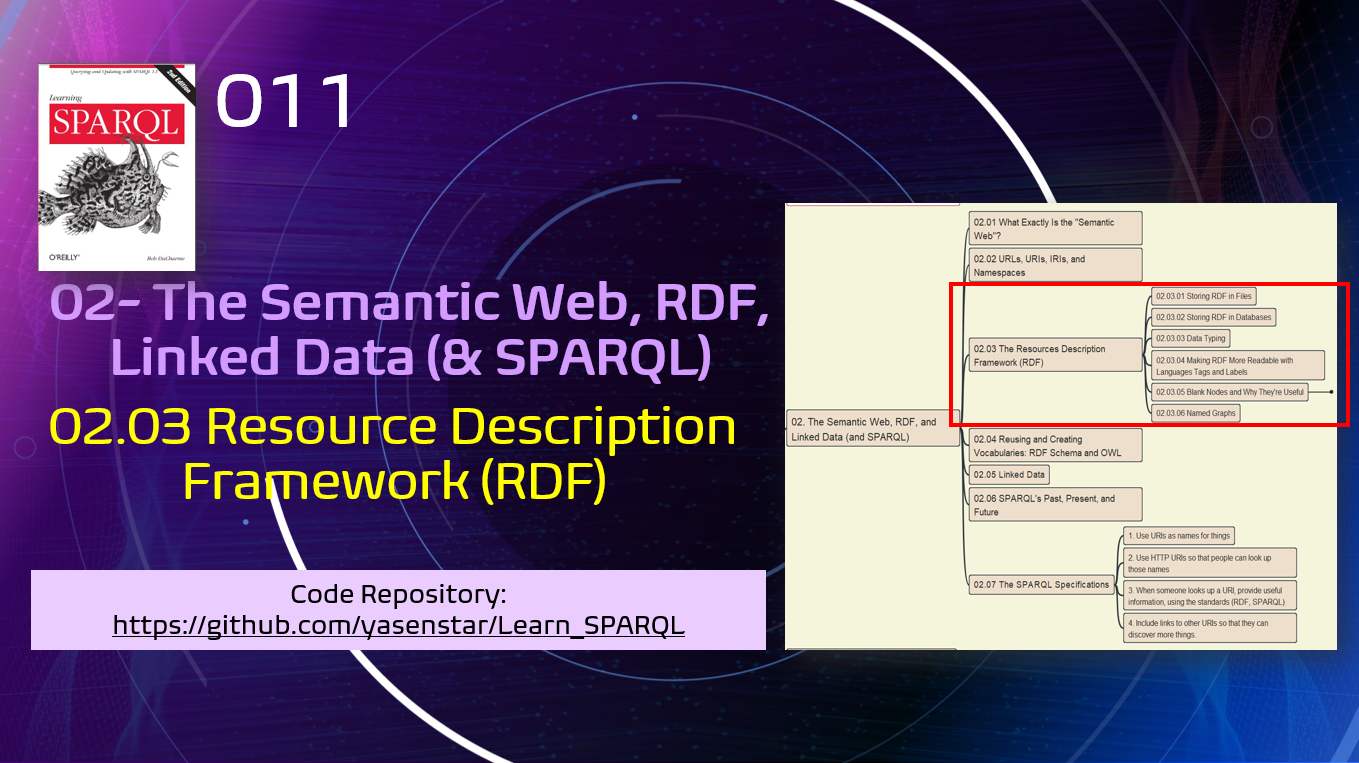 Querying and Updating with SPARQL 1.1
2nd Edition
Learning
SPARQL
O'REILLY®
Bob DuCharme
011
02- The Semantic Web, RDF,
Linked Data (& SPARQL)
02.03 Resource Description
Framework (RDF)
Code Repository:
https://github.com/yasenstar/Learn_SPARQL
02. The Semantic Web, RDF, and
Linked Data (and SPARQL)
02.01 What Exactly Is the "Semantic
Web"?
02.02 URLs, URIs, IRIs, and
Namespaces
02.03 The Resources Description
Framework (RDF)
02.03.01 Storing RDF in Files
02.03.02 Storing RDF in Databases
02.03.03 Data Typing
02.03.04 Making RDF More Readable with
Languages Tags and Labels
02.03.05 Blank Nodes and Why They're Useful
02.03.06 Named Graphs
02.04 Reusing and Creating
Vocabularies: RDF Schema and OWL
02.05 Linked Data
02.06 SPARQL's Past, Present, and
Future
02.07 The SPARQL Specifications
1. Use URIs as names for things
2. Use HTTP URIs so that people can look up
those names
3. When someone looks up a URI, provide useful
information, using the standards (RDF, SPARQL)
4. Include links to other URIs so that they can
discover more things.